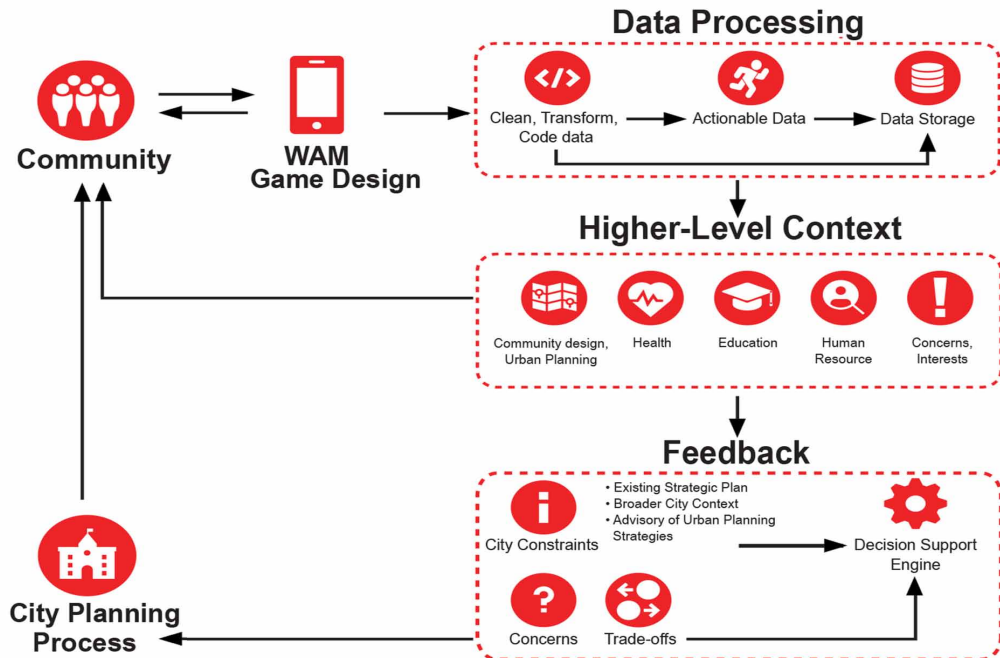 Data Processing
</>
Clean, Transform,
Code data
Actionable Data
Data Storage
Community
WAM
Game Design
Higher-Level Context
Community design,
Urban Planning
Health
Education
Human
Resource
!
Concerns,
Interests
Feedback
i
City Constraints
• Existing Strategic Plan
• Broader City Context
• Advisory of Urban Planning
Strategies
Decision Support
Engine
?
Concerns
Trade-offs
City Planning
Process